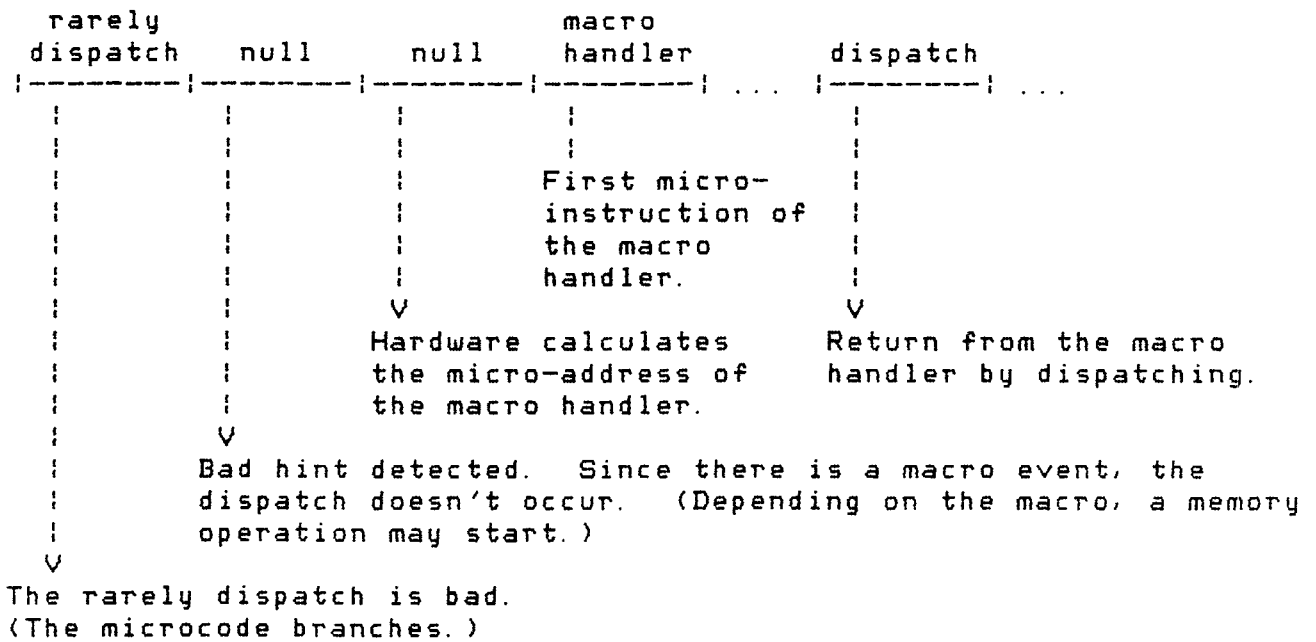 rarely macro
dispatch null null handler dispatch
|---------|---------|---------|---------| ... |---------| ...
First micro-
instruction of
the macro
handler.
Hardware calculates Return from the macro
the micro-address of handler by dispatching.
the macro handler.
Bad hint detected. Since there is a macro event, the
dispatch doesn't occur. (Depending on the macro, a memory
operation may start.)
The rarely dispatch is bad.
(The microcode branches.)